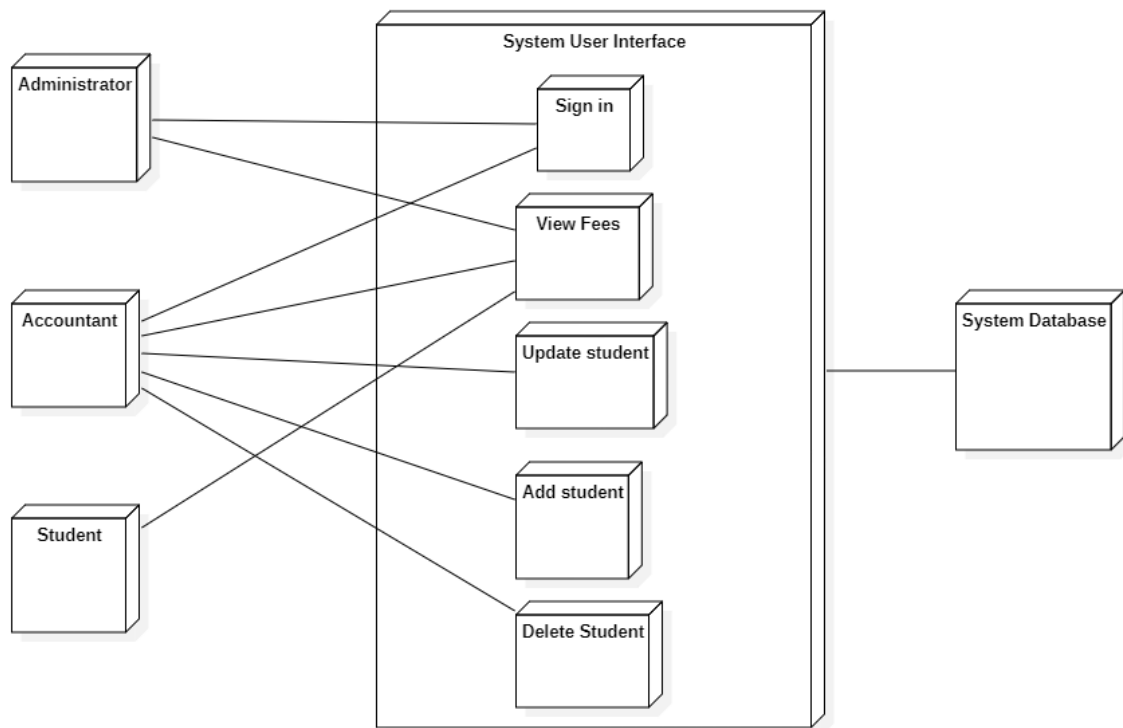 System User Interface
Administrator
Sign in
View Fees
Accountant
System Database
Update student
Add student
Student
Delete Student